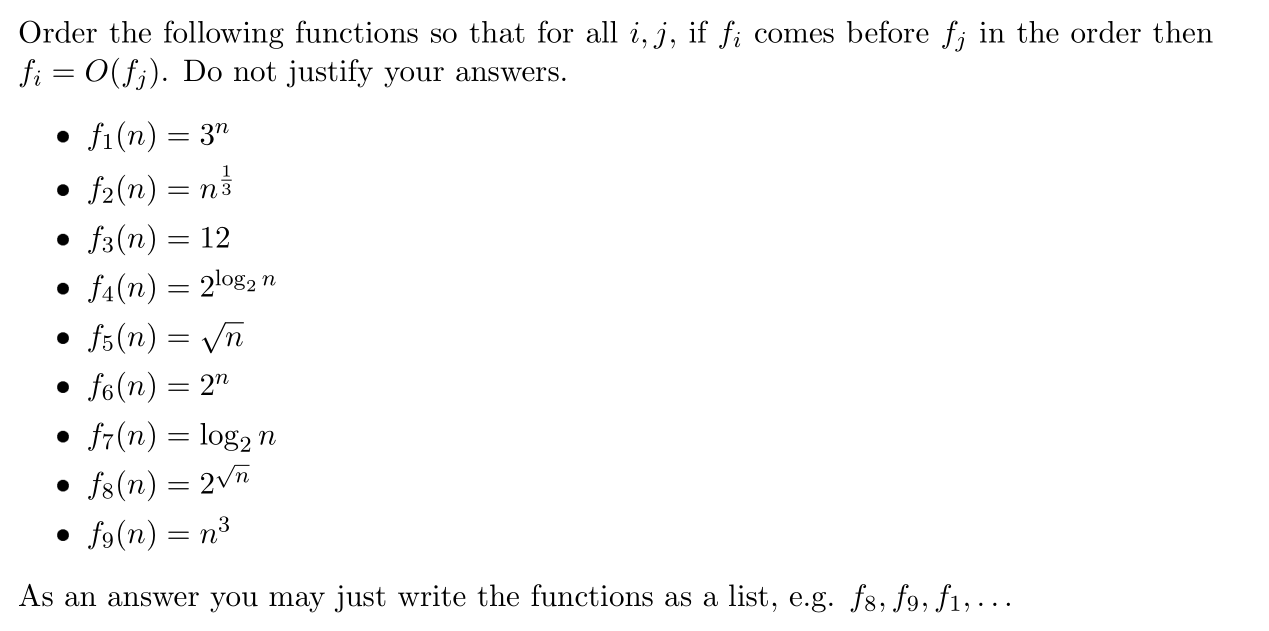 Order the following functions so that for all $i, j$, if $f_i$ comes before $f_j$ in the order then
$f_i = O(f_j)$. Do not justify your answers.
• $f_1(n) = 3^n$
• $f_2(n) = n^{\frac{1}{3}}$
• $f_3(n) = 12$
• $f_4(n) = 2^{\log_2 n}$
• $f_5(n) = \sqrt{n}$
• $f_6(n) = 2^n$
• $f_7(n) = \log_2 n$
• $f_8(n) = 2^{\sqrt{n}}$
• $f_9(n) = n^3$
As an answer you may just write the functions as a list, e.g. $f_8, f_9, f_1, \ldots$